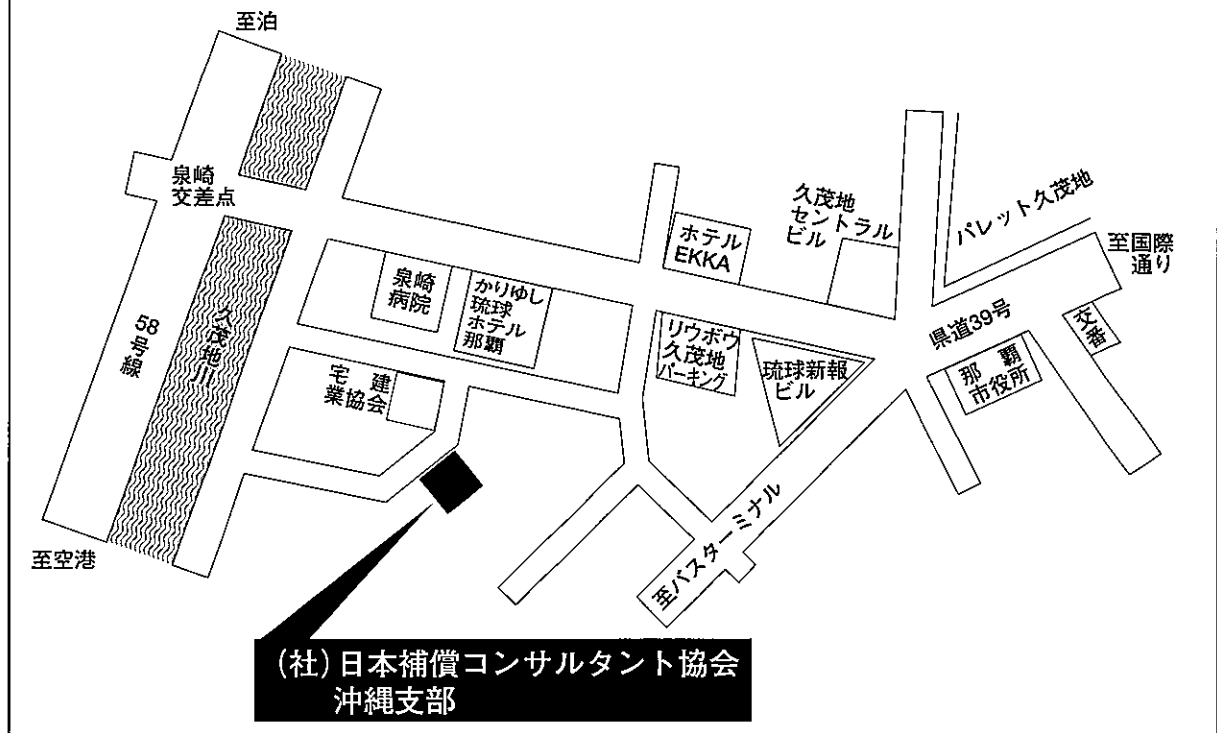 至泊
泉崎
交差点
58号線
久茂地川
至空港
泉崎
病院
かりゆし
琉球
ホテル
那覇
宅建
業協会
ホテル
EKKA
久茂地
セントラル
ビル
パレット久茂地
至国際
通り
県道39号
交番
那覇
市役所
リウボウ
久茂地
パーキング
琉球新報
ビル
至バスターミナル
(社)日本補償コンサルタント協会
沖縄支部